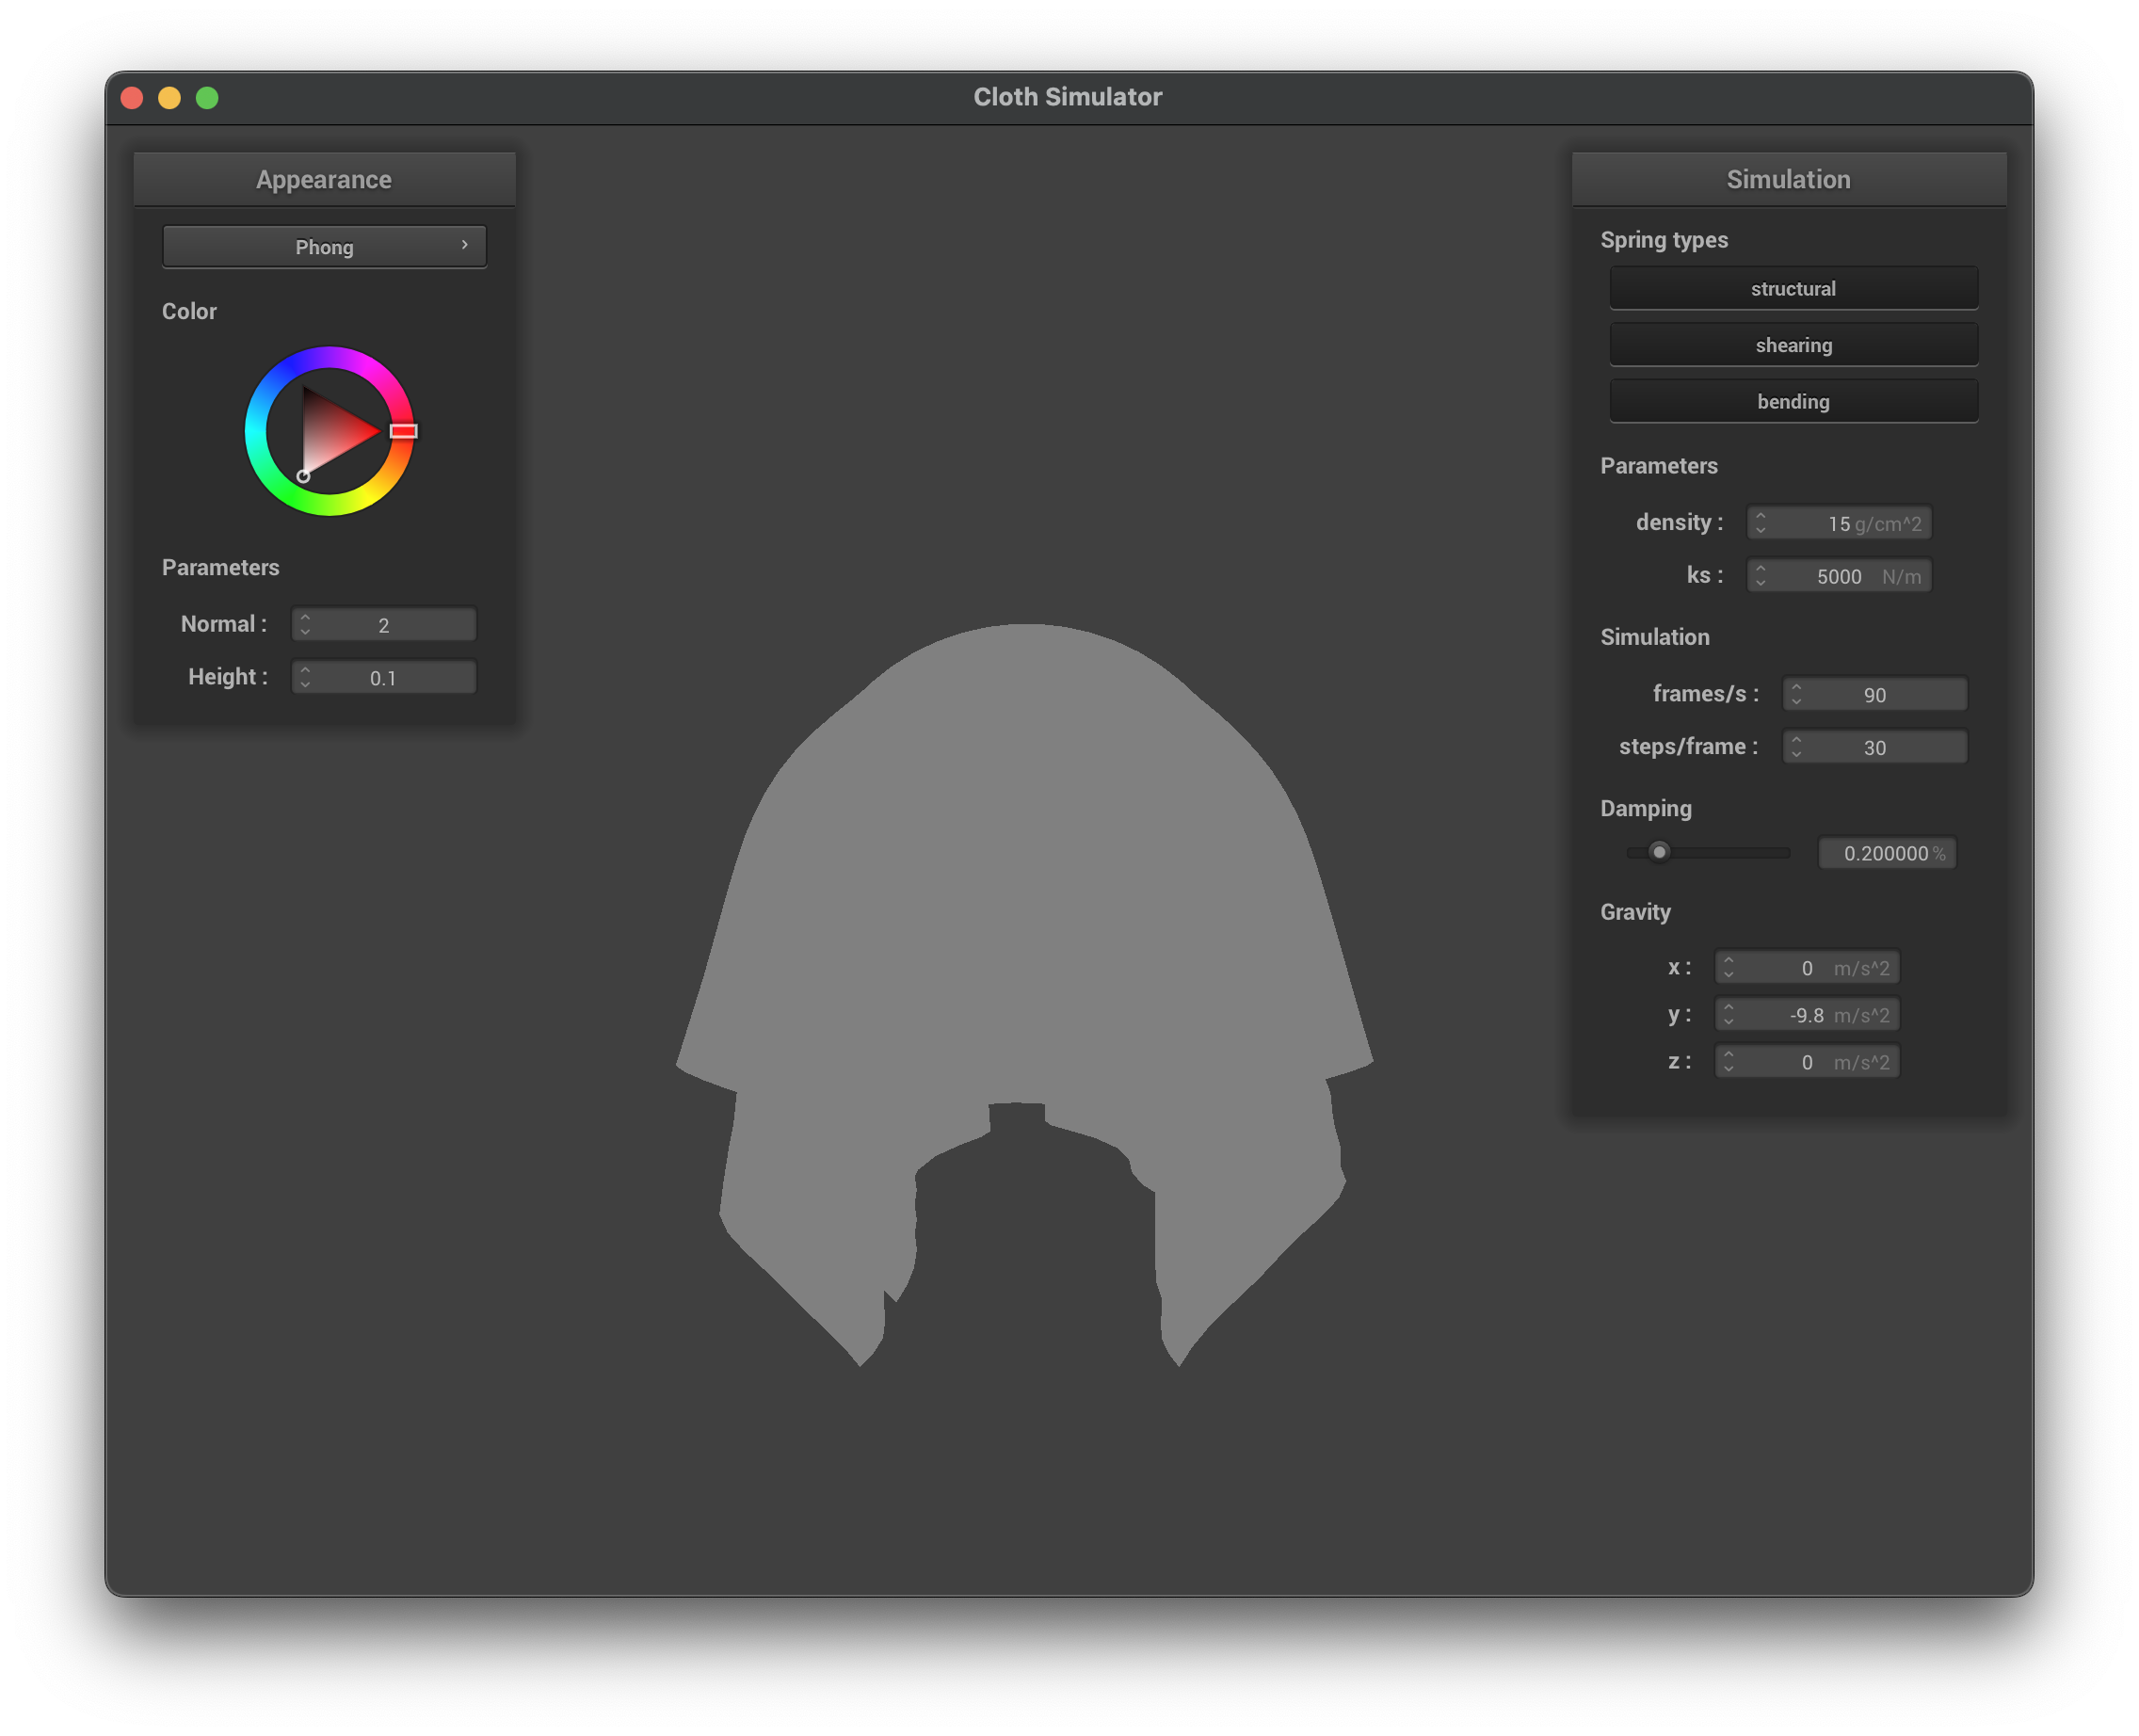 Cloth Simulator
Appearance
Phong
Color
Parameters
Normal : 2
Height : 0.1
Simulation
Spring types
structural
shearing
bending
Parameters
density : 15 g/cm^2
ks : 5000 N/m
Simulation
frames/s : 90
steps/frame : 30
Damping
0.200000 %
Gravity
x : 0 m/s^2
y : -9.8 m/s^2
z : 0 m/s^2